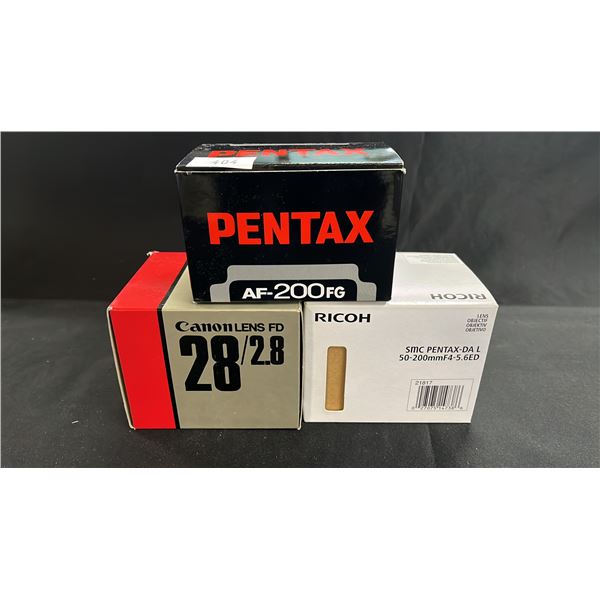 PENTAX
404
PENTAX
AF-200FG
Canon LENS FD
28/2.8
RICOH
RICOH
LENS
OBJECTIF
OBJEKTIV
OBJETIVO
smc PENTAX-DA L
50-200mmF4-5.6ED
21817